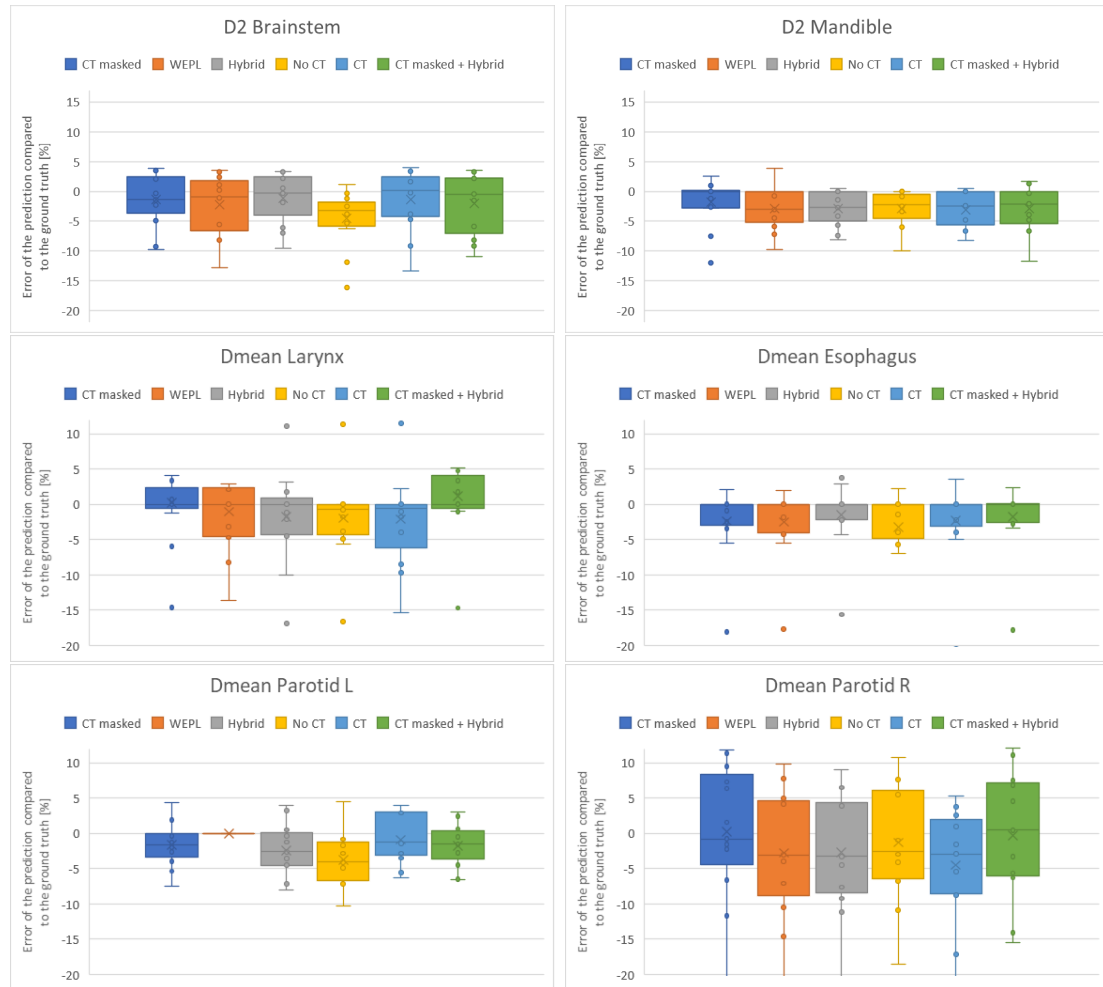 D2 Brainstem
CT masked WEPL Hybrid No CT CT CT masked + Hybrid
Error of the prediction compared
to the ground truth [%]
15
10
5
0
-5
-10
-15
-20
D2 Mandible
CT masked WEPL Hybrid No CT CT CT masked + Hybrid
Error of the prediction compared
to the ground truth [%]
15
10
5
0
-5
-10
-15
-20
Dmean Larynx
CT masked WEPL Hybrid No CT CT CT masked + Hybrid
Error of the prediction compared
to the ground truth [%]
10
5
0
-5
-10
-15
-20
Dmean Esophagus
CT masked WEPL Hybrid No CT CT CT masked + Hybrid
Error of the prediction compared
to the ground truth [%]
10
5
0
-5
-10
-15
-20
Dmean Parotid L
CT masked WEPL Hybrid No CT CT CT masked + Hybrid
Error of the prediction compared
to the ground truth [%]
10
5
0
-5
-10
-15
-20
Dmean Parotid R
CT masked WEPL Hybrid No CT CT CT masked + Hybrid
Error of the prediction compared
to the ground truth [%]
10
5
0
-5
-10
-15
-20